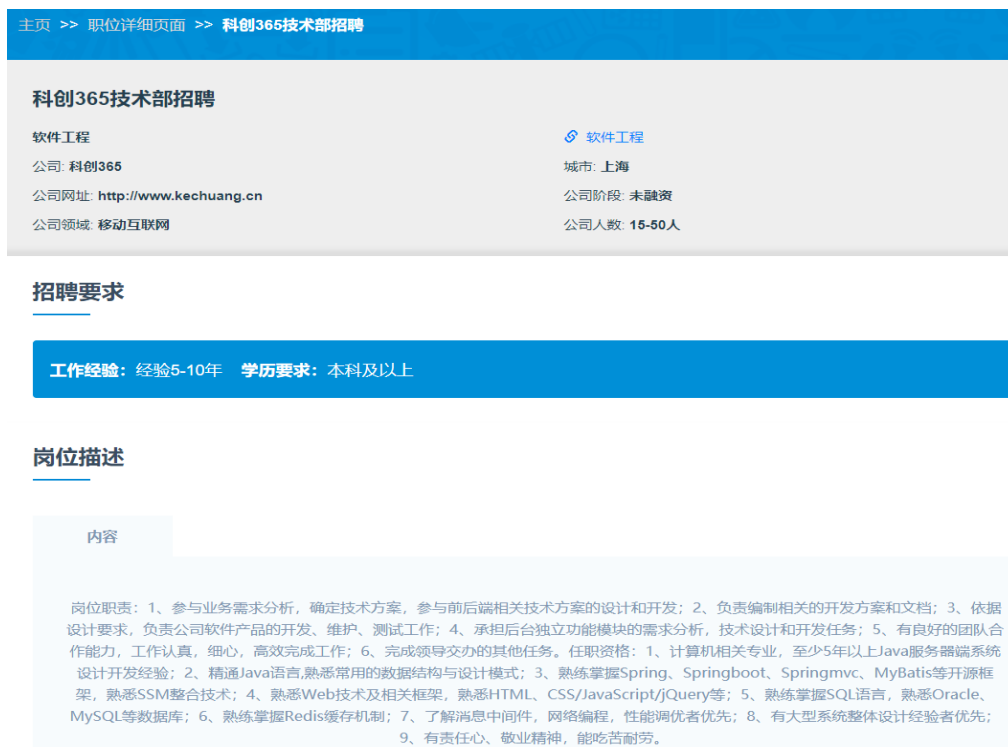 主页 >> 职位详细页面 >> 科创365技术部招聘
科创365技术部招聘
软件工程
软件工程
公司: 科创365
城市: 上海
公司网址: http://www.kechuang.cn
公司阶段: 未融资
公司领域: 移动互联网
公司人数: 15-50人
招聘要求
工作经验：经验5-10年 学历要求：本科及以上
岗位描述
内容
岗位职责：1、参与业务需求分析，确定技术方案，参与前后端相关技术方案的设计和开发；2、负责编制相关的开发方案和文档；3、依据
设计要求，负责公司软件产品的开发、维护、测试工作；4、承担后台独立功能模块的需求分析，技术设计和开发任务；5、有良好的团队合
作能力，工作认真，细心，高效完成工作；6、完成领导交办的其他任务。任职资格：1、计算机相关专业，至少5年以上Java服务器端系统
设计开发经验；2、精通Java语言,熟悉常用的数据结构与设计模式；3、熟练掌握Spring、Springboot、Springmvc、MyBatis等开源框
架，熟悉SSM整合技术；4、熟悉Web技术及相关框架，熟悉HTML、CSS/JavaScript/jQuery等；5、熟练掌握SQL语言，熟悉Oracle、
MySQL等数据库；6、熟练掌握Redis缓存机制；7、了解消息中间件，网络编程，性能调优者优先；8、有大型系统整体设计经验者优先；
9、有责任心、敬业精神，能吃苦耐劳。